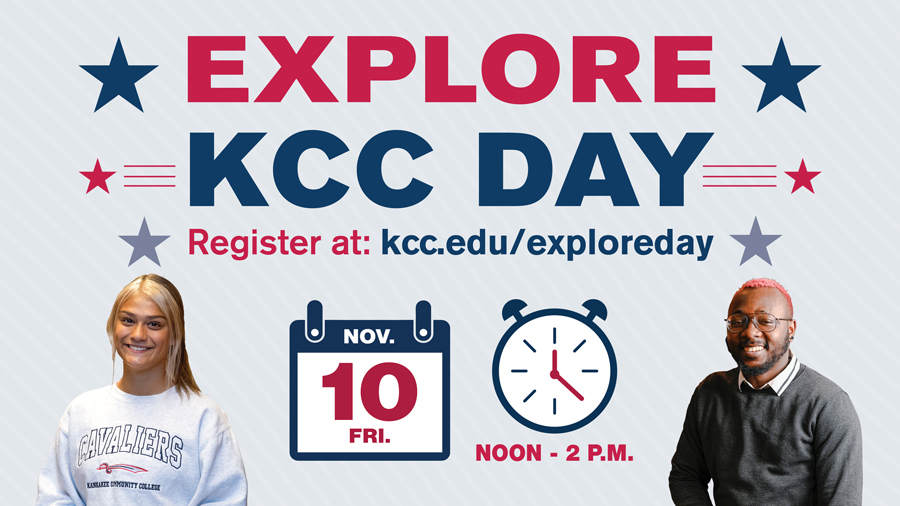 EXPLORE
KCC DAY
Register at: kcc.edu/exploreday
NOV.
10
FRI.
NOON - 2 P.M.
CAVALIERS
KANKAKEE COMMUNITY COLLEGE